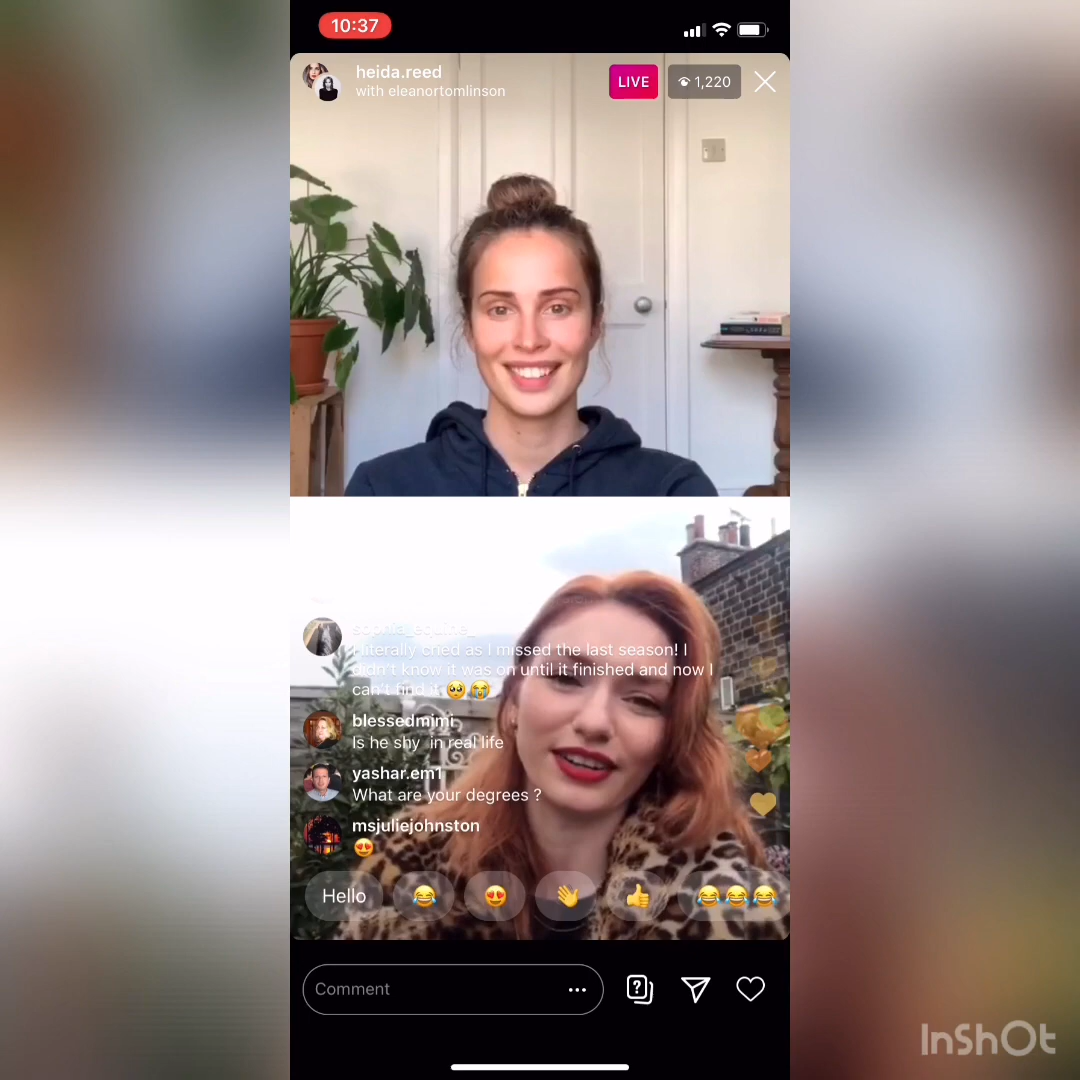 10:37
heida.reed
with eleanortomlinson
LIVE
1,220
sophia_equine_
I literally cried as I missed the last season! I
didn't know it was on until it finished and now I
can't find it 🥺😭
blessedmimi
Is he shy in real life
yashar.em1
What are your degrees ?
msjuliejohnston
😍
Hello 😂 😍 👋 👍 😂😂😂
Comment
InShOt